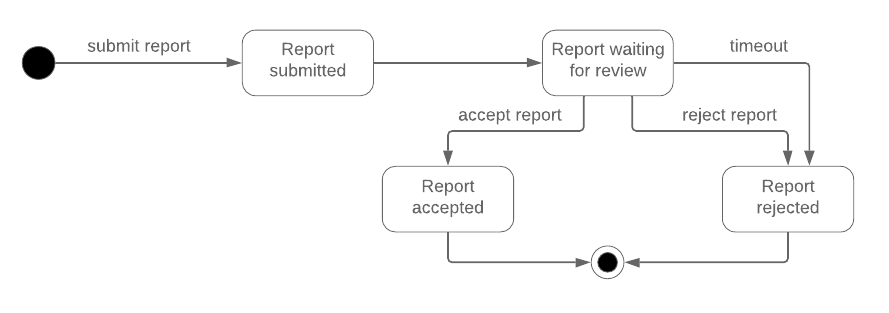 submit report
Report
submitted
Report waiting
for review
timeout
accept report
reject report
Report
accepted
Report
rejected